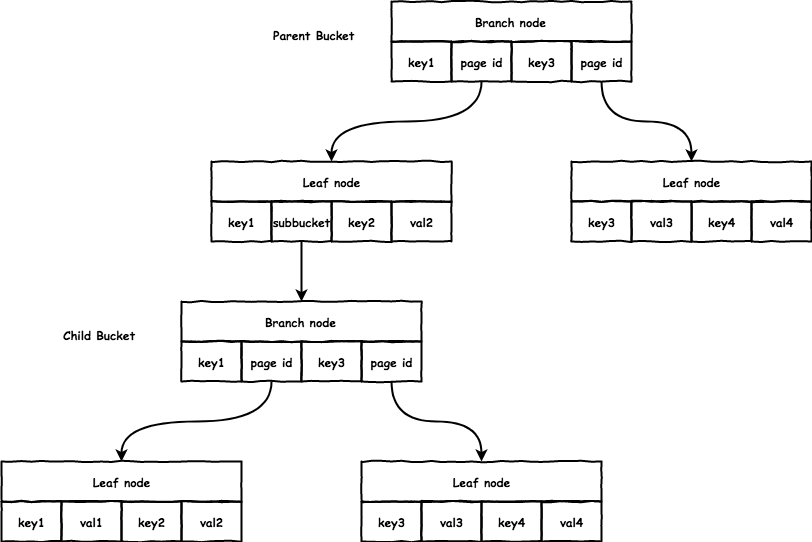 Branch node
Parent Bucket
key1 page id key3 page id
Leaf node
key1 subbucket key2 val2
Leaf node
key3 val3 key4 val4
Branch node
Child Bucket
key1 page id key3 page id
Leaf node
key1 val1 key2 val2
Leaf node
key3 val3 key4 val4